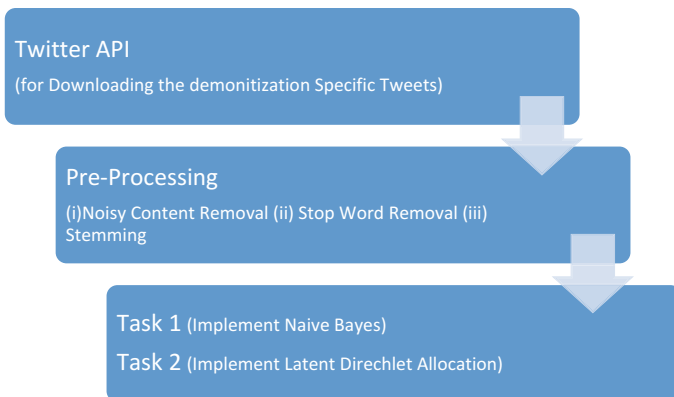 Twitter API
(for Downloading the demonitization Specific Tweets)
Pre-Processing
(i)Noisy Content Removal (ii) Stop Word Removal (iii)
Stemming
Task 1 (Implement Naive Bayes)
Task 2 (Implement Latent Direchlet Allocation)